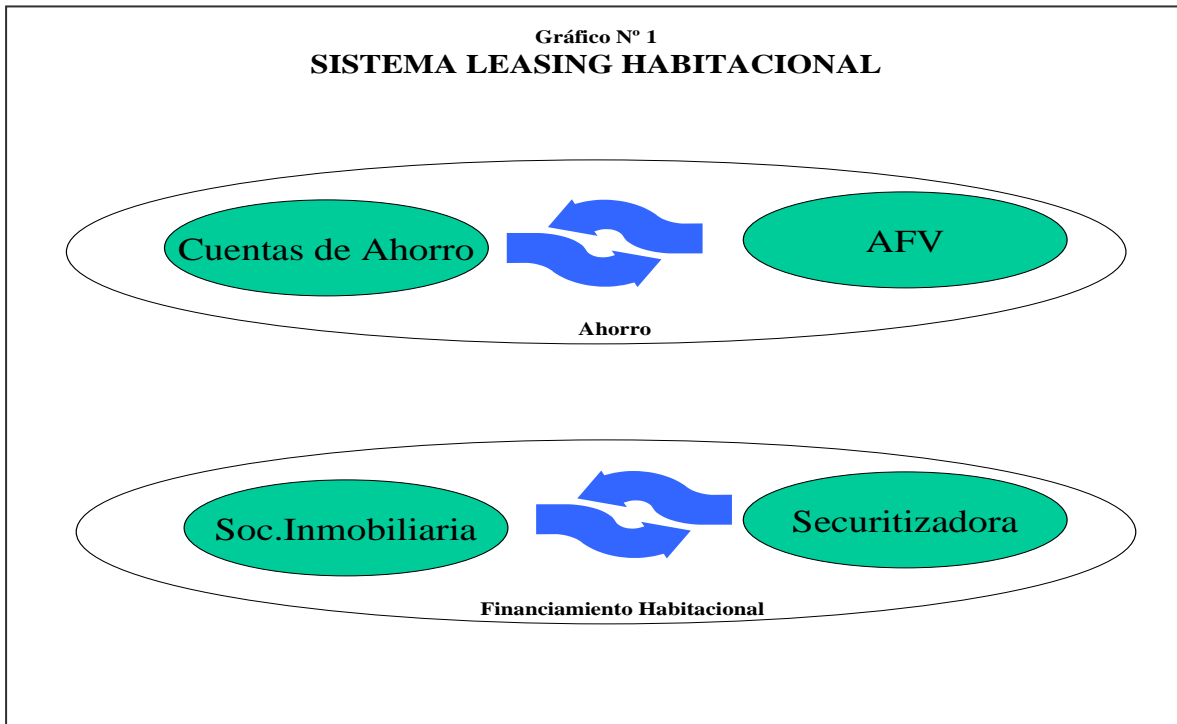 Gráfico Nº 1
SISTEMA LEASING HABITACIONAL
Cuentas de Ahorro
AFV
Ahorro
Soc.Inmobiliaria
Securitizadora
Financiamiento Habitacional